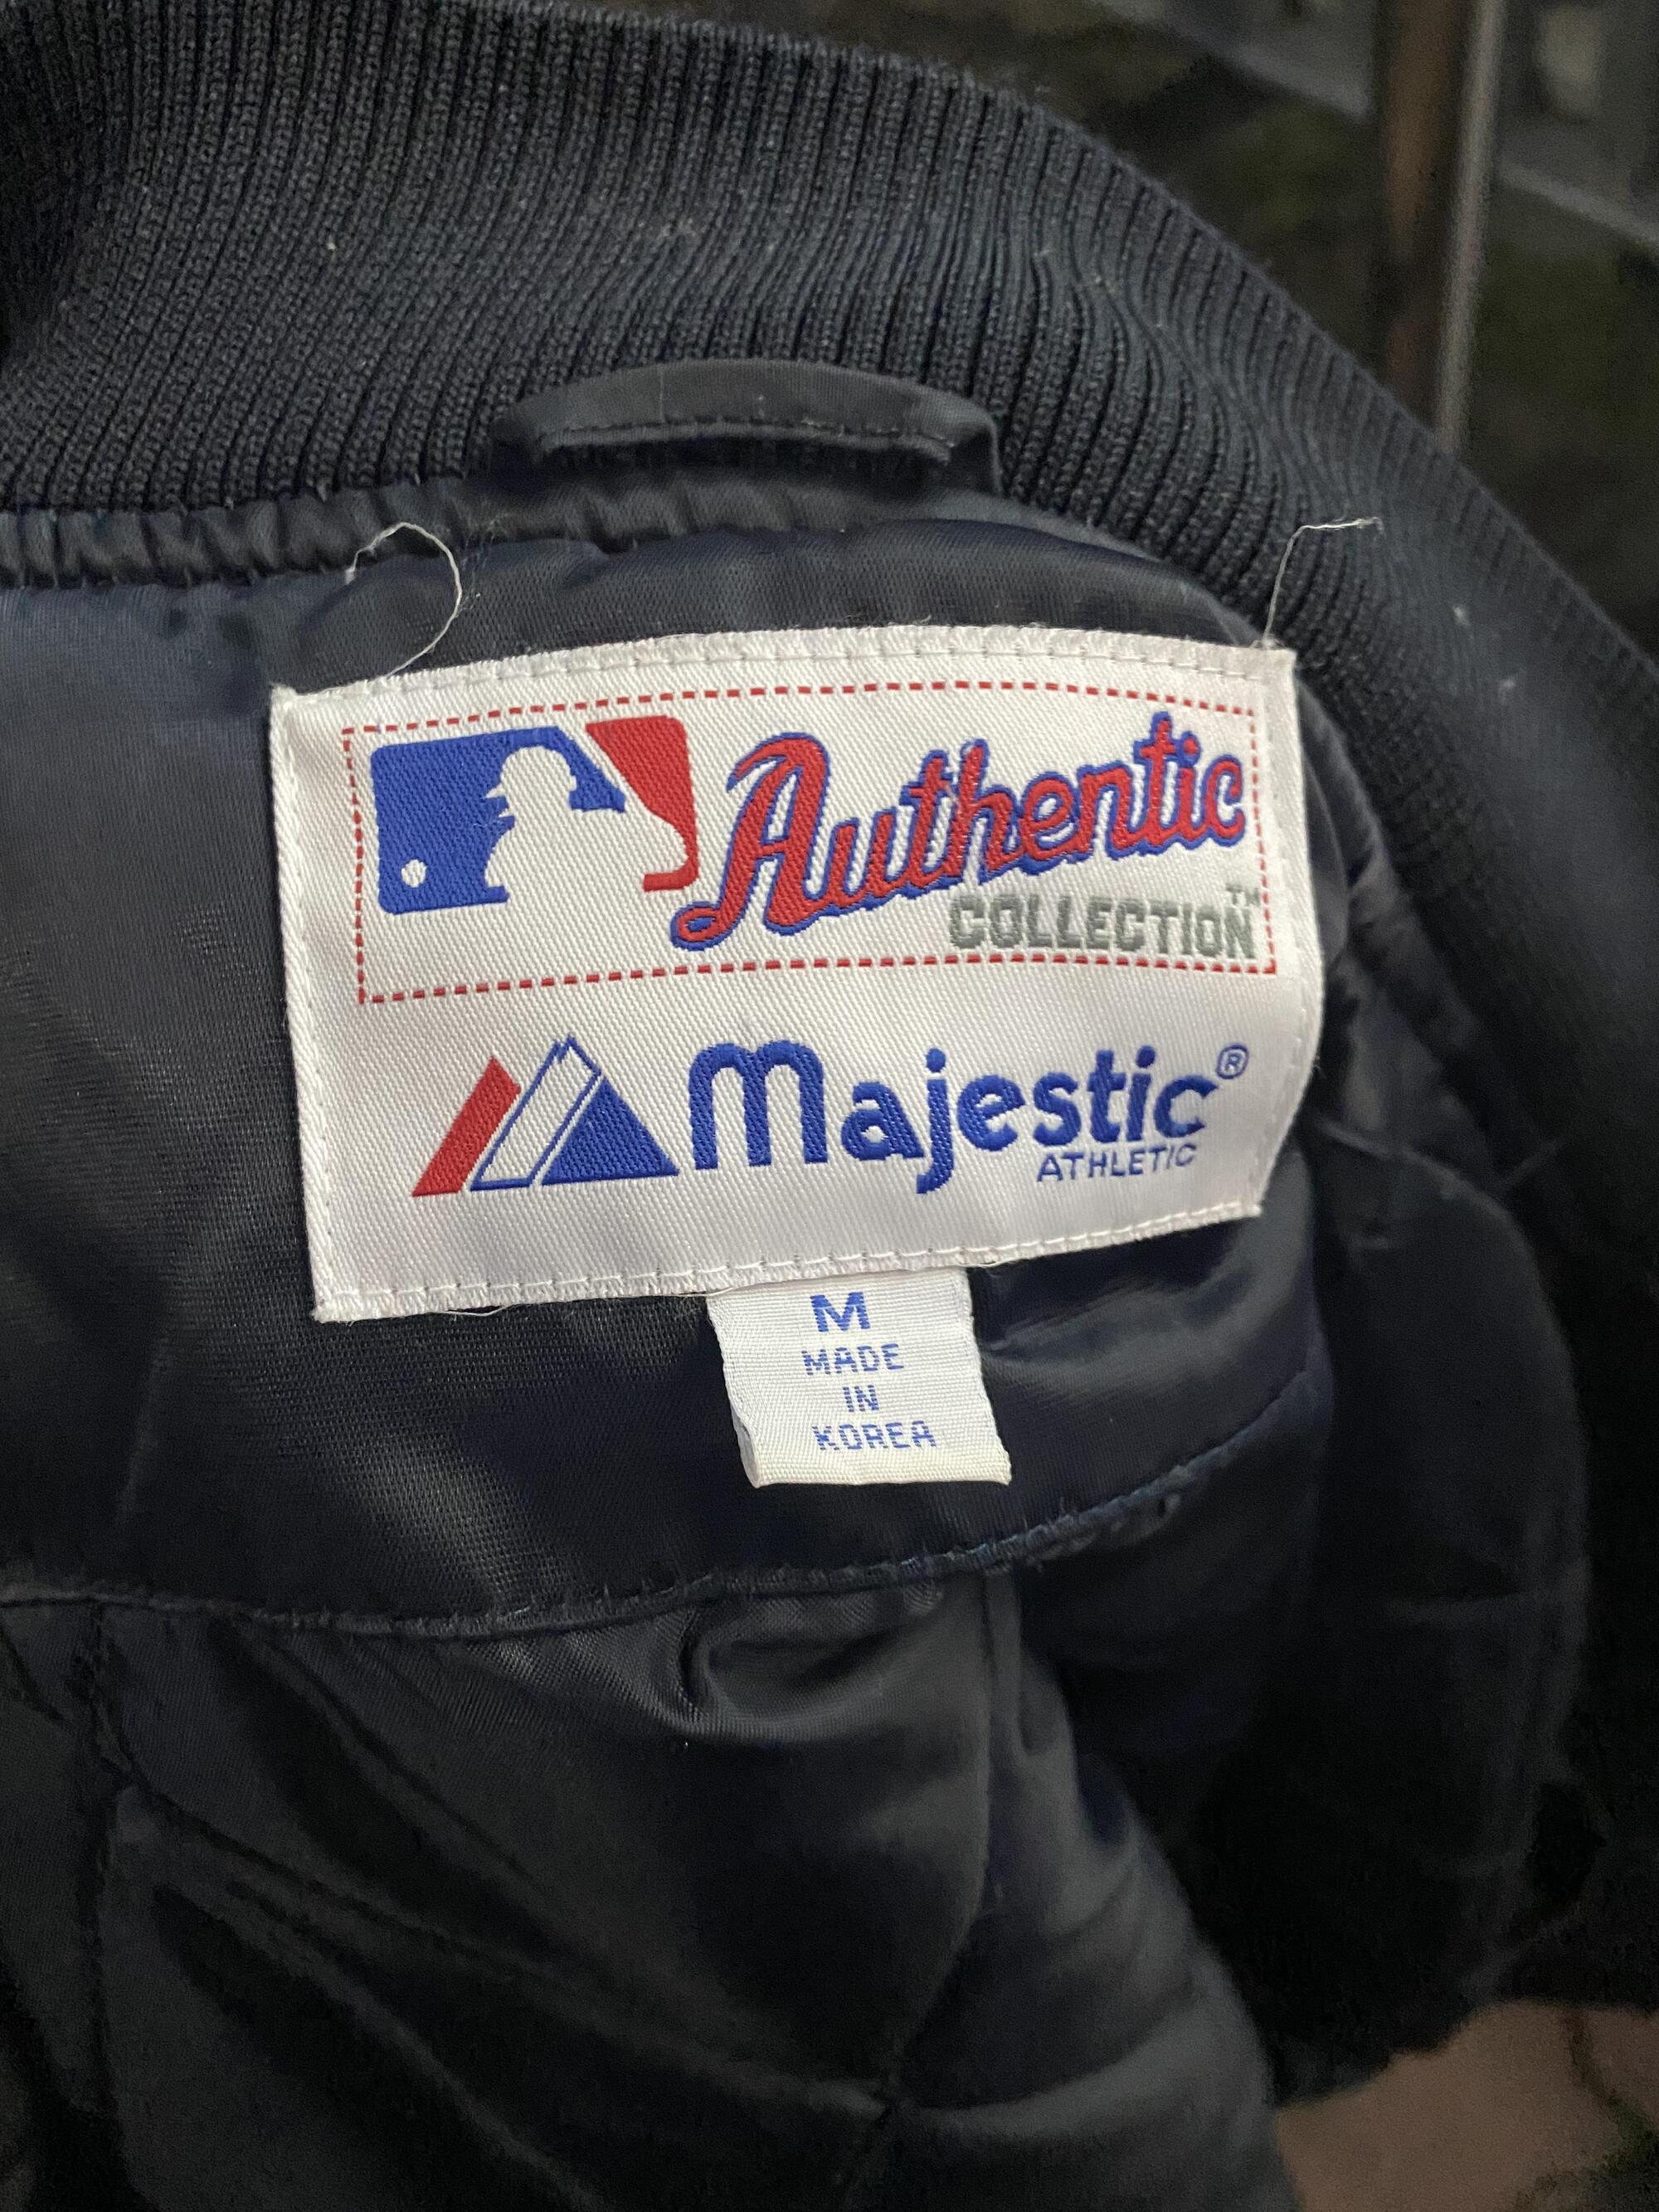 Authentic
COLLECTION™
Majestic®
ATHLETIC
M
MADE
IN
KOREA